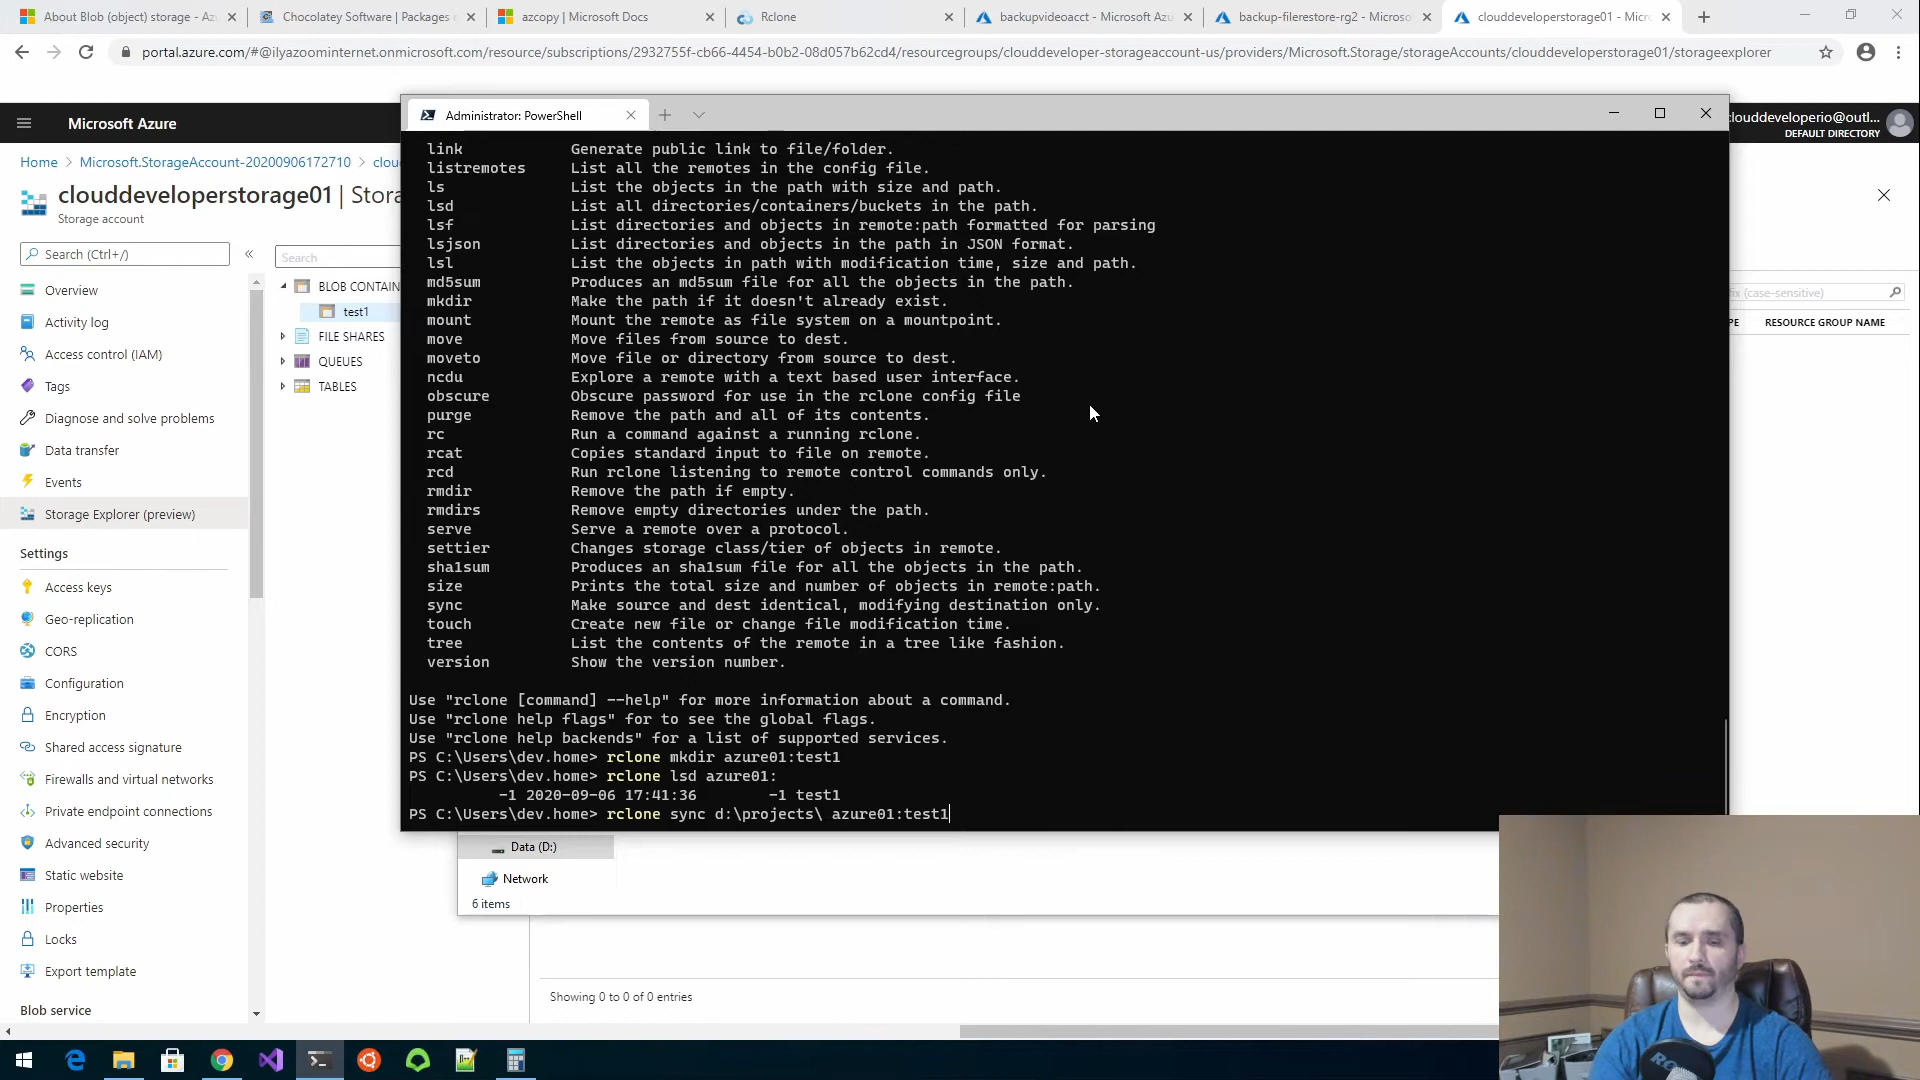 About Blob (object) storage - Az
Chocolatey Software | Packages
azcopy | Microsoft Docs
Rclone
backupvideoacct - Microsoft Azu
backup-filerestore-rg2 - Microso
clouddeveloperstorage01 - Micr
portal.azure.com/#@ilyazoominternet.onmicrosoft.com/resource/subscriptions/2932755f-cb66-4454-b0b2-08d057b62cd4/resourcegroups/clouddeveloper-storageaccount-us/providers/Microsoft.Storage/storageAccounts/clouddeveloperstorage01/storageexplorer
Microsoft Azure
clouddeveloperio@outl...
DEFAULT DIRECTORY
Home > Microsoft.StorageAccount-20200906172710 > clou
clouddeveloperstorage01 | Stora
Storage account
Search (Ctrl+/)
«
Overview
Activity log
Access control (IAM)
Tags
Diagnose and solve problems
Data transfer
Events
Storage Explorer (preview)
Settings
Access keys
Geo-replication
CORS
Configuration
Encryption
Shared access signature
Firewalls and virtual networks
Private endpoint connections
Advanced security
Static website
Properties
Locks
Export template
Blob service
Search
BLOB CONTAIN
test1
FILE SHARES
QUEUES
TABLES
Administrator: PowerShell
link Generate public link to file/folder.
listremotes List all the remotes in the config file.
ls List the objects in the path with size and path.
lsd List all directories/containers/buckets in the path.
lsf List directories and objects in remote:path formatted for parsing
lsjson List directories and objects in the path in JSON format.
lsl List the objects in path with modification time, size and path.
md5sum Produces an md5sum file for all the objects in the path.
mkdir Make the path if it doesn't already exist.
mount Mount the remote as file system on a mountpoint.
move Move files from source to dest.
moveto Move file or directory from source to dest.
ncdu Explore a remote with a text based user interface.
obscure Obscure password for use in the rclone config file
purge Remove the path and all of its contents.
rc Run a command against a running rclone.
rcat Copies standard input to file on remote.
rcd Run rclone listening to remote control commands only.
rmdir Remove the path if empty.
rmdirs Remove empty directories under the path.
serve Serve a remote over a protocol.
settier Changes storage class/tier of objects in remote.
sha1sum Produces an sha1sum file for all the objects in the path.
size Prints the total size and number of objects in remote:path.
sync Make source and dest identical, modifying destination only.
touch Create new file or change file modification time.
tree List the contents of the remote in a tree like fashion.
version Show the version number.
Use "rclone [command] --help" for more information about a command.
Use "rclone help flags" for to see the global flags.
Use "rclone help backends" for a list of supported services.
PS C:\Users\dev.home> rclone mkdir azure01:test1
PS C:\Users\dev.home> rclone lsd azure01:
-1 2020-09-06 17:41:36 -1 test1
PS C:\Users\dev.home> rclone sync d:\projects\ azure01:test1
ix (case-sensitive)
PE RESOURCE GROUP NAME
Data (D:)
Network
6 items
Showing 0 to 0 of 0 entries